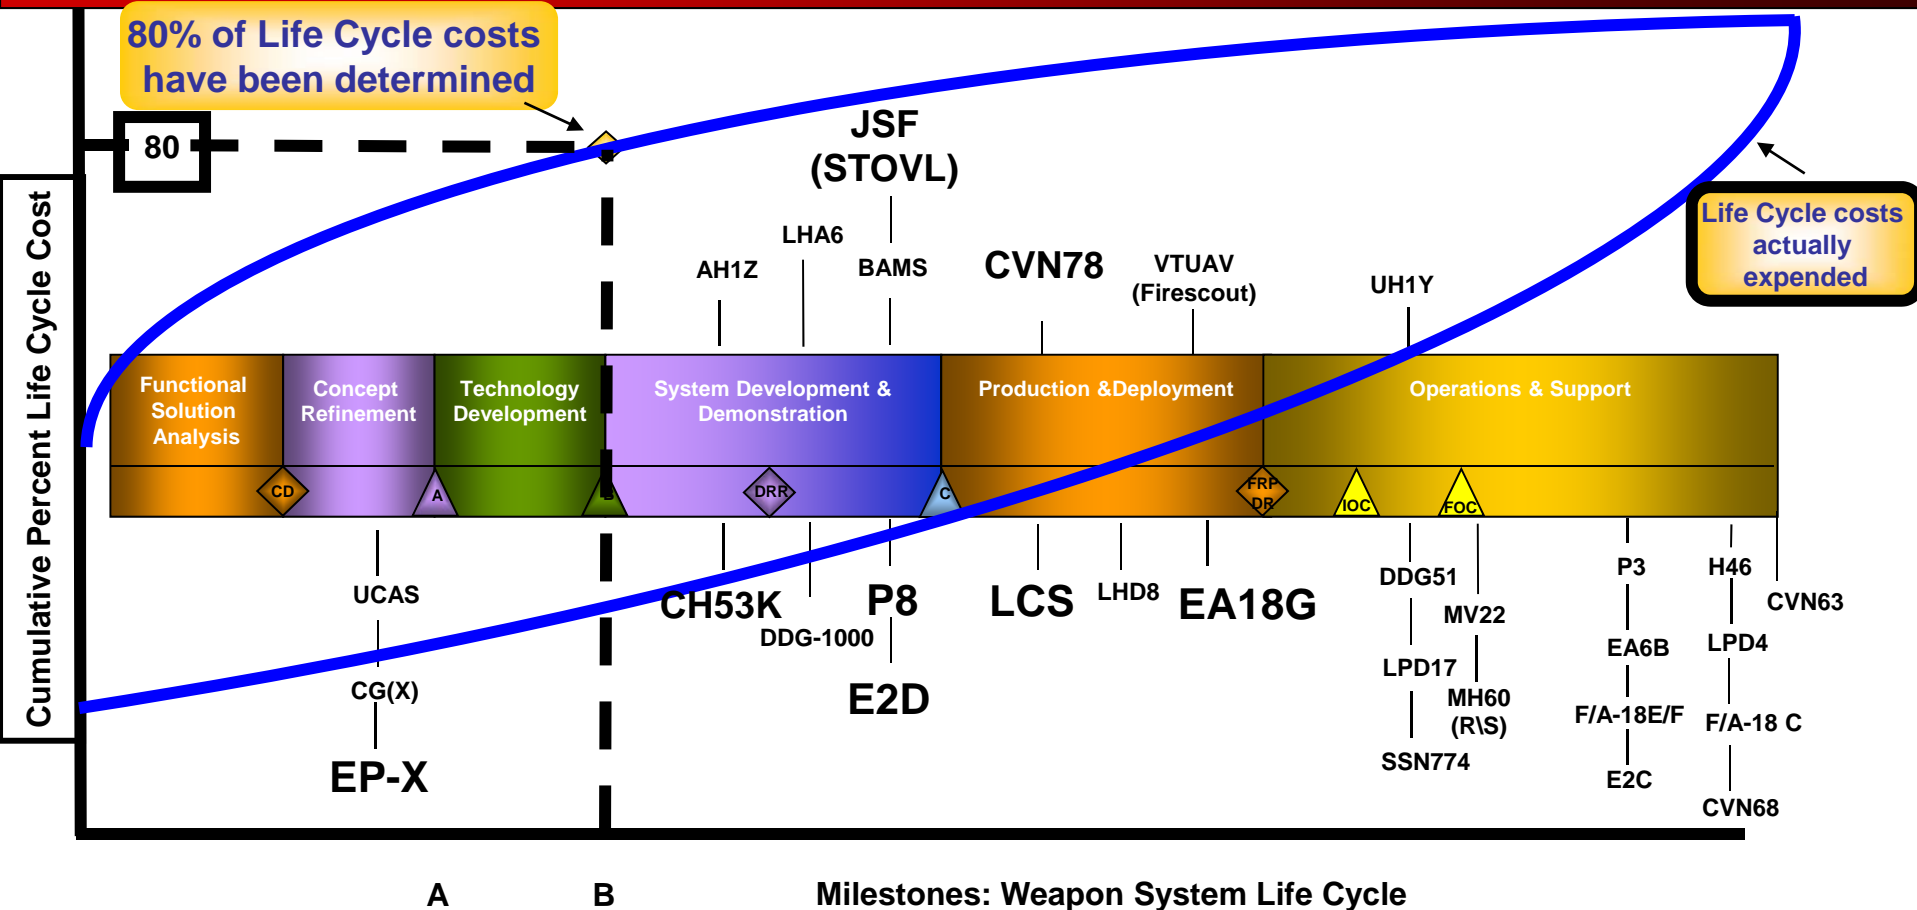 80% of Life Cycle costs
have been determined
80
Cumulative Percent Life Cycle Cost
JSF
(STOVL)
LHA6
AH1Z
BAMS
CVN78
VTUAV
(Firescout)
UH1Y
Life Cycle costs
actually
expended
Functional
Solution
Analysis
Concept
Refinement
Technology
Development
System Development &
Demonstration
Production &Deployment
Operations & Support
CD
A
B
DRR
C
FRP
DR
IOC
FOC
UCAS
CG(X)
EP-X
CH53K
DDG-1000
P8
E2D
LCS
LHD8
EA18G
DDG51
LPD17
SSN774
MV22
MH60
(R\S)
P3
EA6B
F/A-18E/F
E2C
H46
LPD4
F/A-18 C
CVN68
CVN63
A
B
Milestones: Weapon System Life Cycle